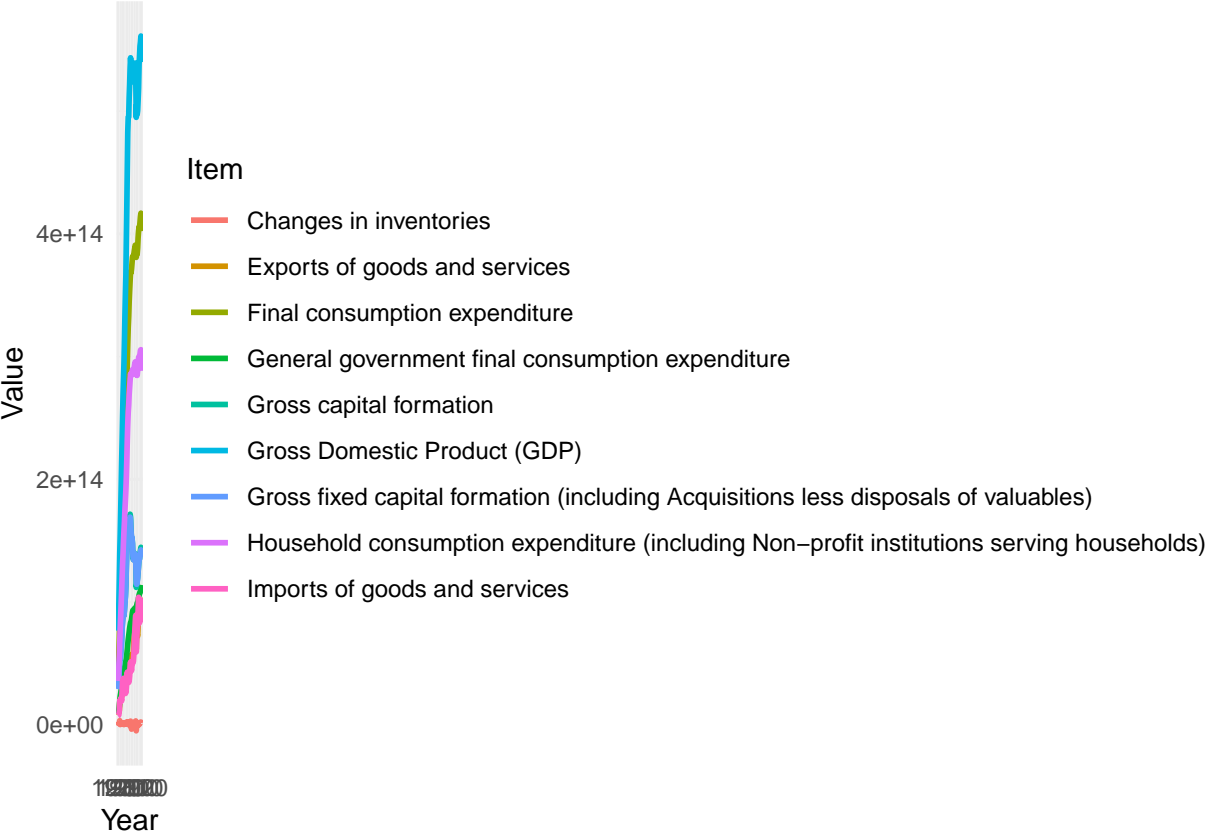 Value
4e+14
2e+14
0e+00
Year
Item
Changes in inventories
Exports of goods and services
Final consumption expenditure
General government final consumption expenditure
Gross capital formation
Gross Domestic Product (GDP)
Gross fixed capital formation (including Acquisitions less disposals of valuables)
Household consumption expenditure (including Non−profit institutions serving households)
Imports of goods and services